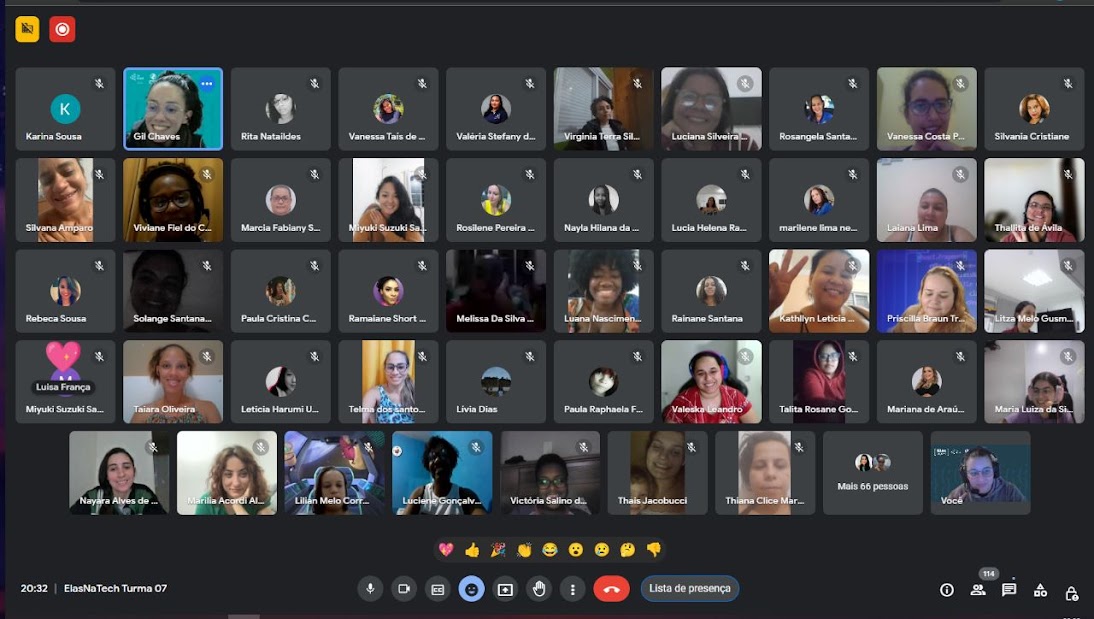 K
Karina Sousa
Gil Chaves
Rita Nataildes
Vanessa Tais de ...
Valéria Stefany d...
Virginia Terra Sil...
Luciana Silveira ...
Rosangela Santa...
Vanessa Costa P...
Silvania Cristiane
Silvana Amparo
Viviane Fiel do C...
Marcia Fabiany S...
Miyuki Suzuki Sa...
Rosilene Pereira ...
Nayla Hilana da ...
Lucia Helena Ra...
marilene lima ne...
Laiana Lima
Thallita de Avila
Rebeca Sousa
Solange Santana...
Paula Cristina C...
Ramaiane Short ...
Melissa Da Silva ...
Luana Nascimen...
Rainane Santana
Kathllyn Leticia ...
Priscilla Braun Tr...
Litza Melo Gusm...
Luisa França
Miyuki Suzuki Sa...
Taiara Oliveira
Leticia Harumi U...
Telma dos santo...
Lívia Dias
Paula Raphaela F...
Valeska Leandro
Talita Rosane Go...
Mariana de Araú...
Maria Luiza da Si...
Nayara Alves de ...
Marilia Acordi Al...
Lilian Melo Corr...
Luciene Gonçalv...
Victória Salino d...
Thais Jacobucci
Thiana Clice Mar...
Mais 66 pessoas
Você
20:32 | ElasNaTech Turma 07
Lista de presença
114